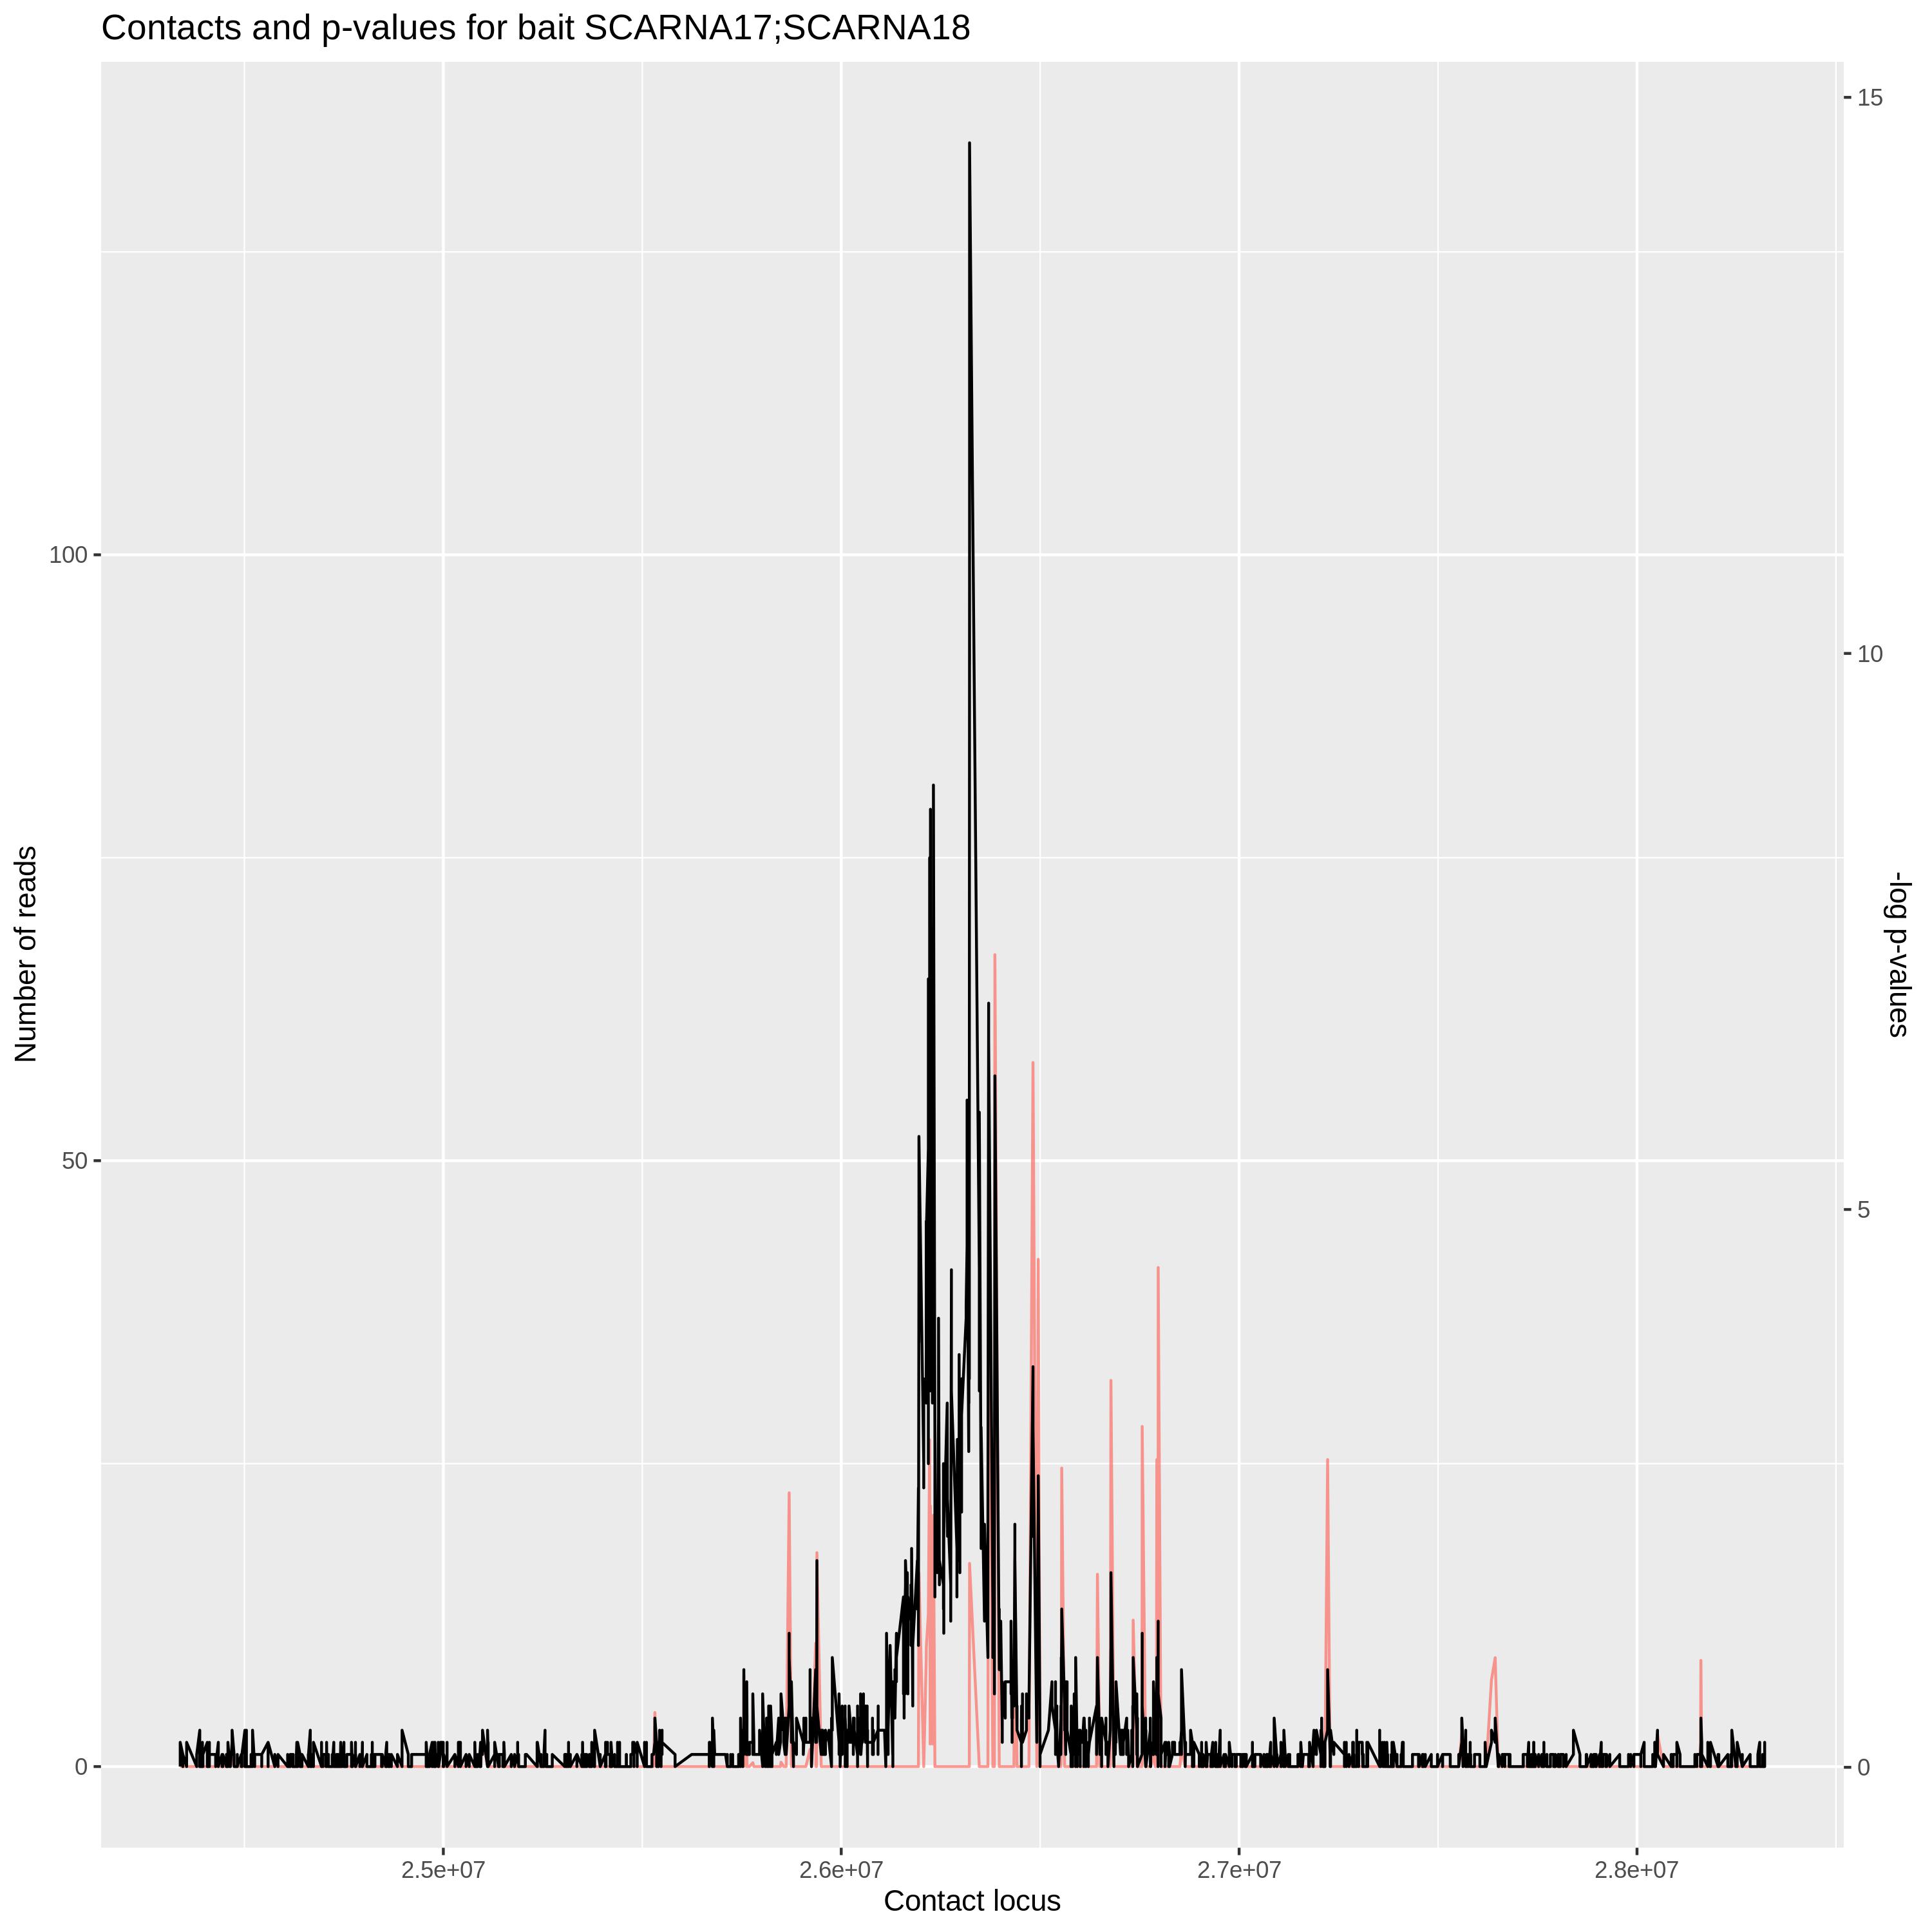 Contacts and p-values for bait SCARNA17;SCARNA18
15
10
5
0
100
50
0
Number of reads
-log p-values
2.5e+07
2.6e+07
2.7e+07
2.8e+07
Contact locus